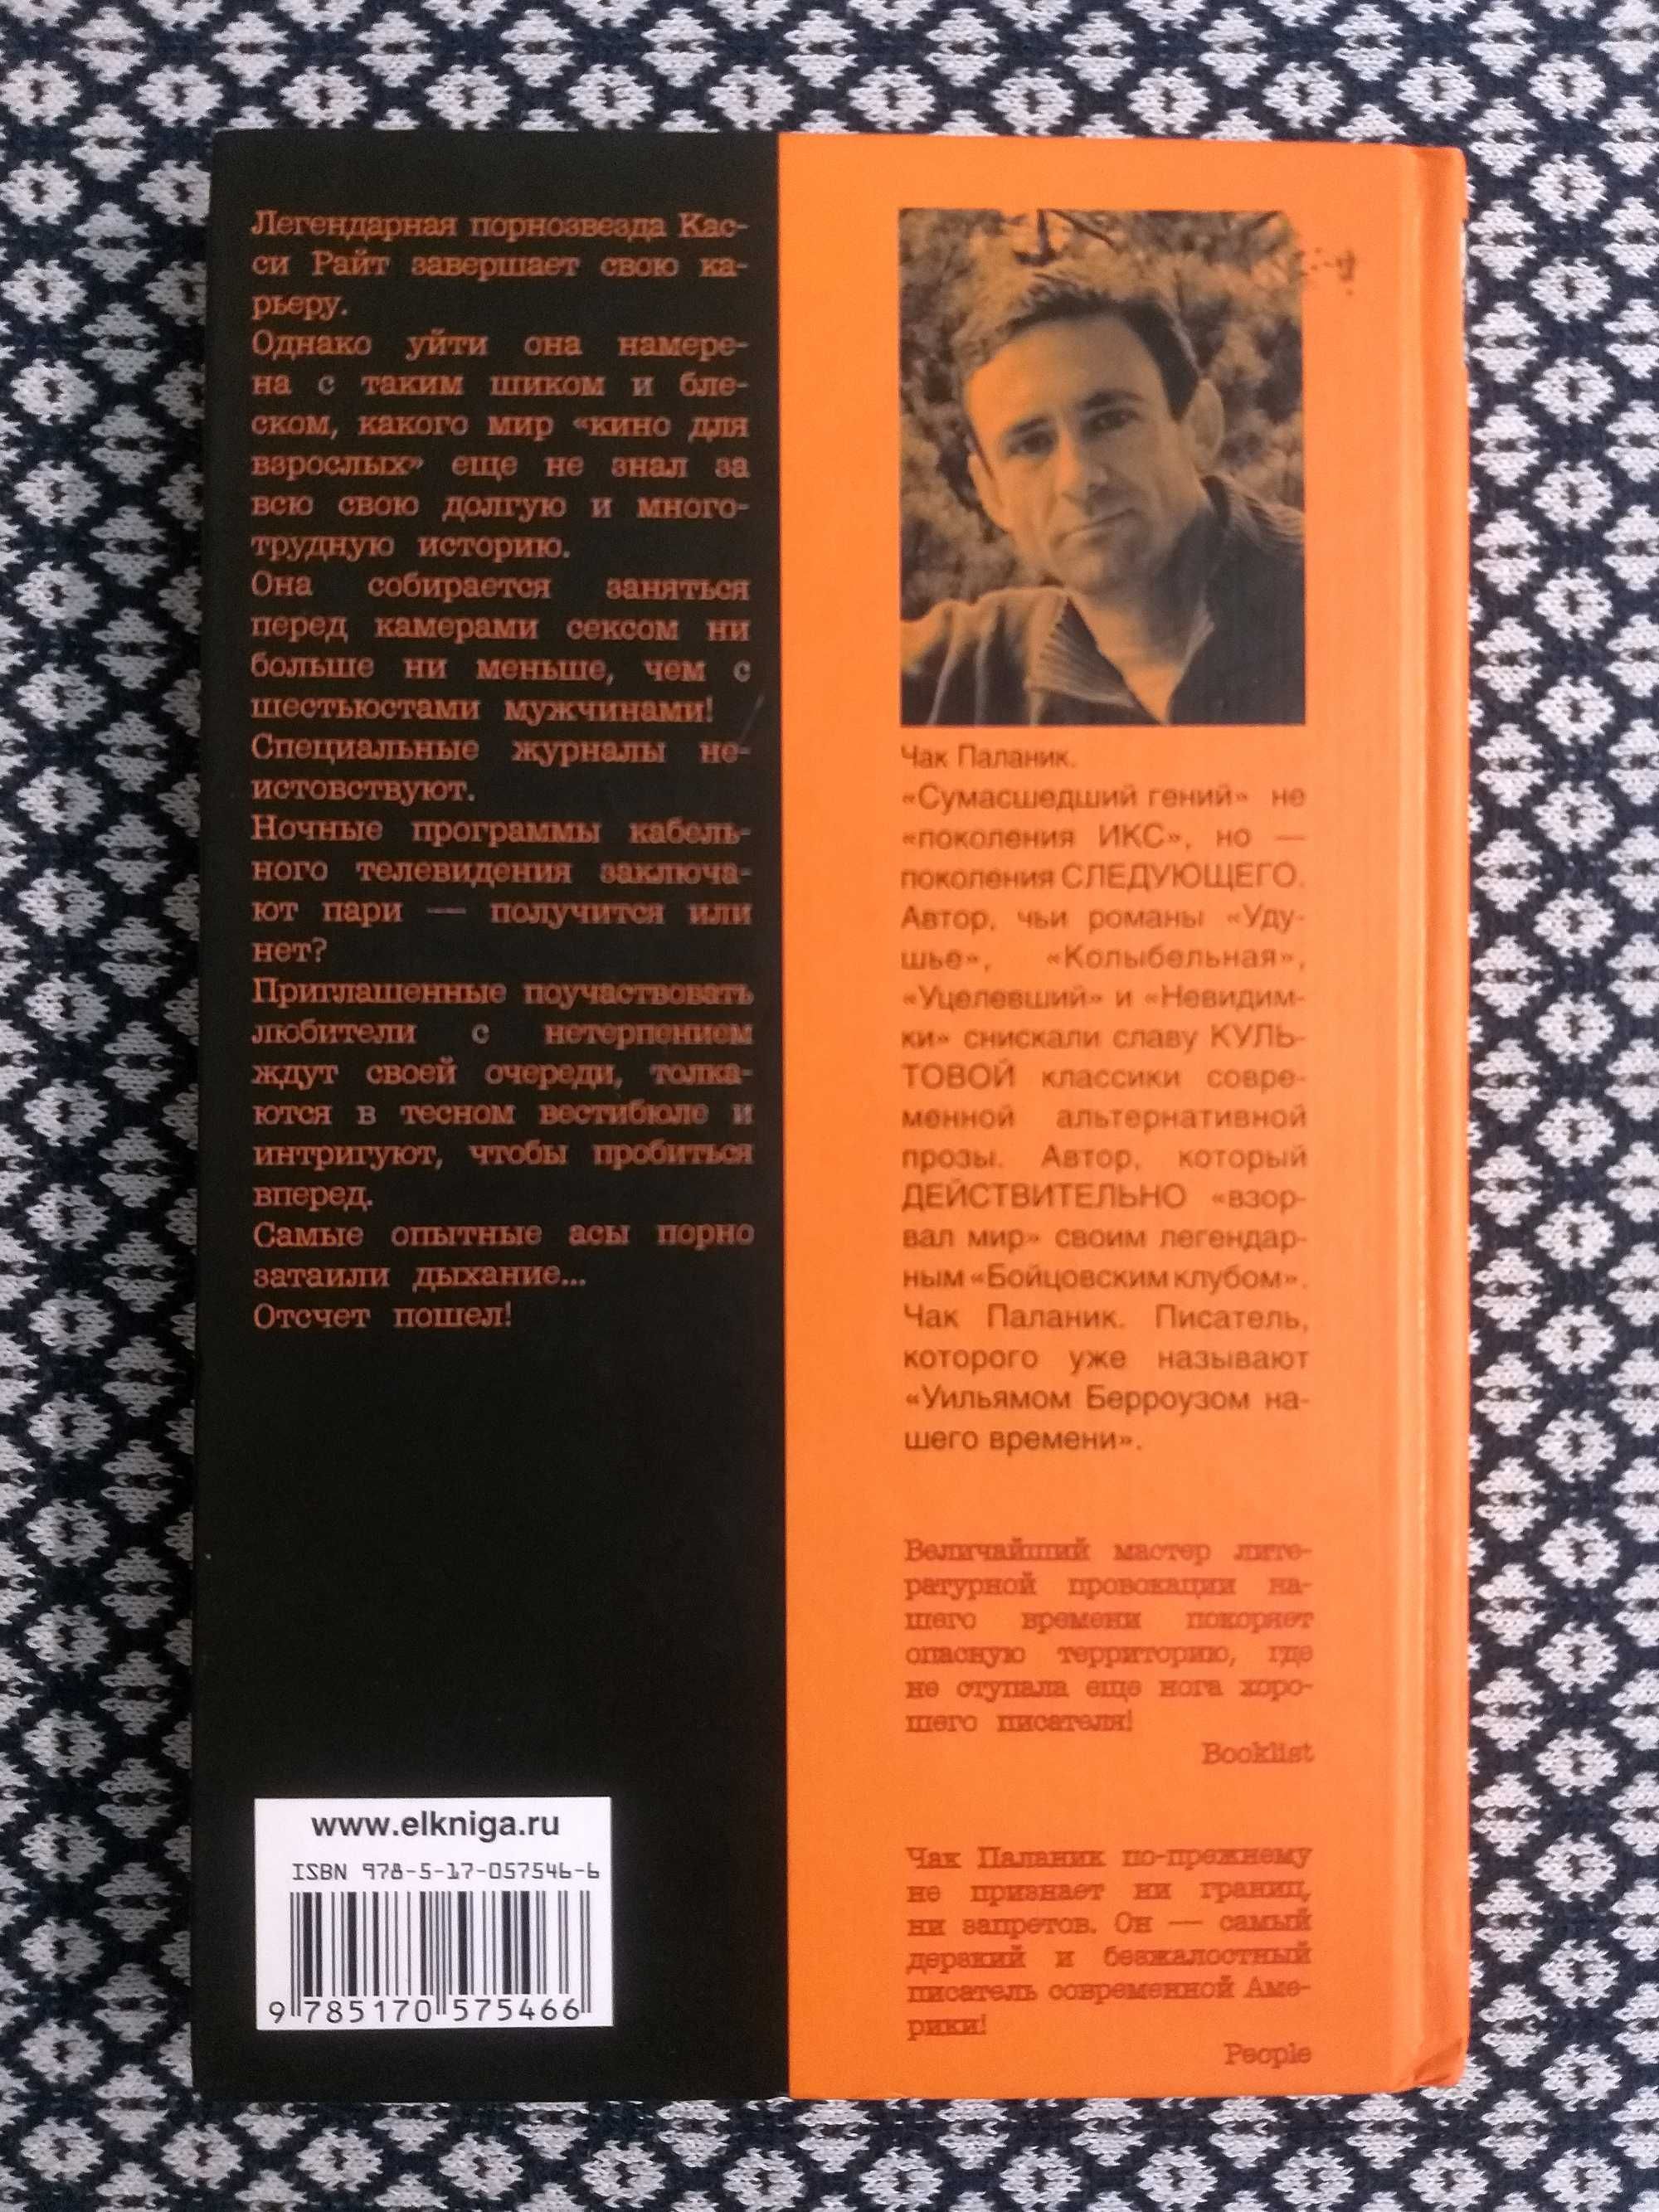 Легендарная порнозвезда Кас-
си Райт завершает свою ка-
рьеру.
Однако уйти она намере-
на с таким шиком и бле-
ском, какого мир «кино для
взрослых» еще не знал за
всю свою долгую и много-
трудную историю.
Она собирается заняться
перед камерами сексом ни
больше ни меньше, чем с
шестьюстами мужчинами!
Специальные журналы не-
истовствуют.
Ночные программы кабель-
ного телевидения заключа-
ют пари — получится или
нет?
Приглашенные поучаствовать
любители с нетерпением
ждут своей очереди, толка-
ются в тесном вестибюле и
интригуют, чтобы пробиться
вперед.
Самые опытные асы порно
затаили дыхание...
Отсчет пошел!
www.elkniga.ru
ISBN 978-5-17-057546-6
9 785170 575466
Чак Паланик.
«Сумасшедший гений» не
«поколения ИКС», но —
поколения СЛЕДУЮЩЕГО.
Автор, чьи романы «Уду-
шье», «Колыбельная»,
«Уцелевший» и «Невидим-
ки» снискали славу КУЛЬ-
ТОВОЙ классики совре-
менной альтернативной
прозы. Автор, который
ДЕЙСТВИТЕЛЬНО «взор-
вал мир» своим легендар-
ным «Бойцовским клубом».
Чак Паланик. Писатель,
которого уже называют
«Уильямом Берроузом на-
шего времени».
Величайший мастер лите-
ратурной провокации на-
шего времени покоряет
опасную территорию, где
не ступала еще нога хоро-
шего писателя!
Booklist
Чак Паланик по-прежнему
не признает ни границ,
ни запретов. Он — самый
дерзкий и безжалостный
писатель современной Аме-
рики!
People